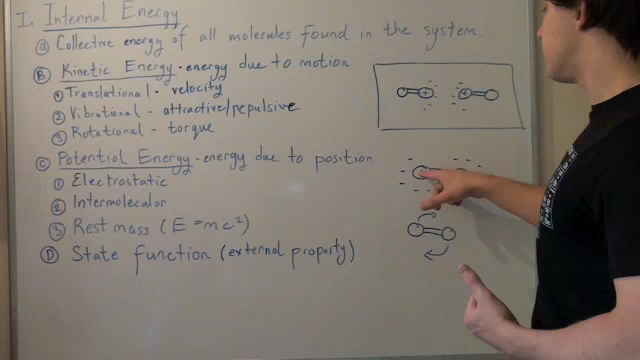 I. Internal Energy
ⓐ Collective energy of all molecules found in the system.
Ⓑ Kinetic Energy - energy due to motion
① Translational - velocity
② Vibrational - attractive/repulsive
③ Rotational - torque
Ⓒ Potential Energy - energy due to position
① Electrostatic
② Intermolecular
③ Rest mass (E = mc²)
Ⓓ State function (external property)